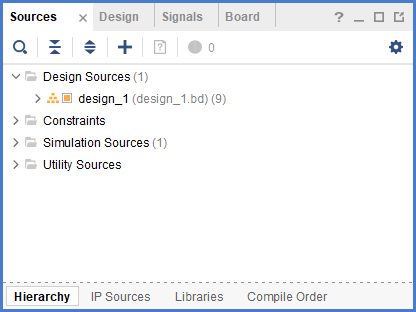 Sources × Design Signals Board ?
? 0
Design Sources (1)
design_1 (design_1.bd) (9)
Constraints
Simulation Sources (1)
Utility Sources
Hierarchy IP Sources Libraries Compile Order